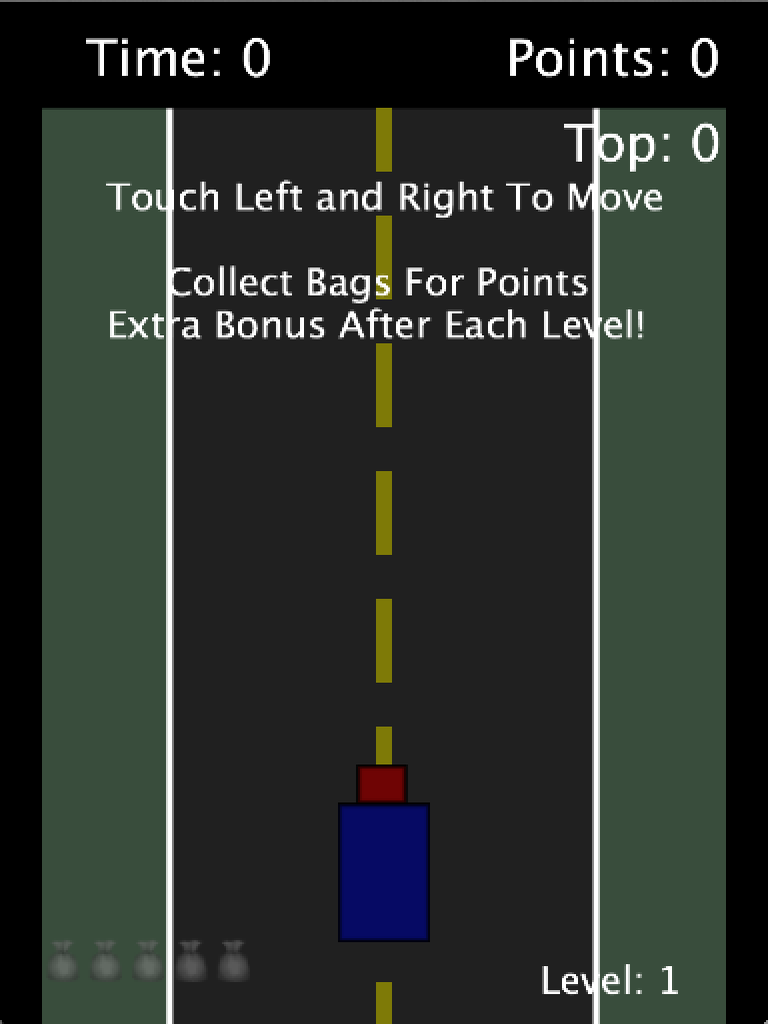 Time: 0
Points: 0
Top: 0
Touch Left and Right To Move
Collect Bags For Points
Extra Bonus After Each Level!
Level: 1